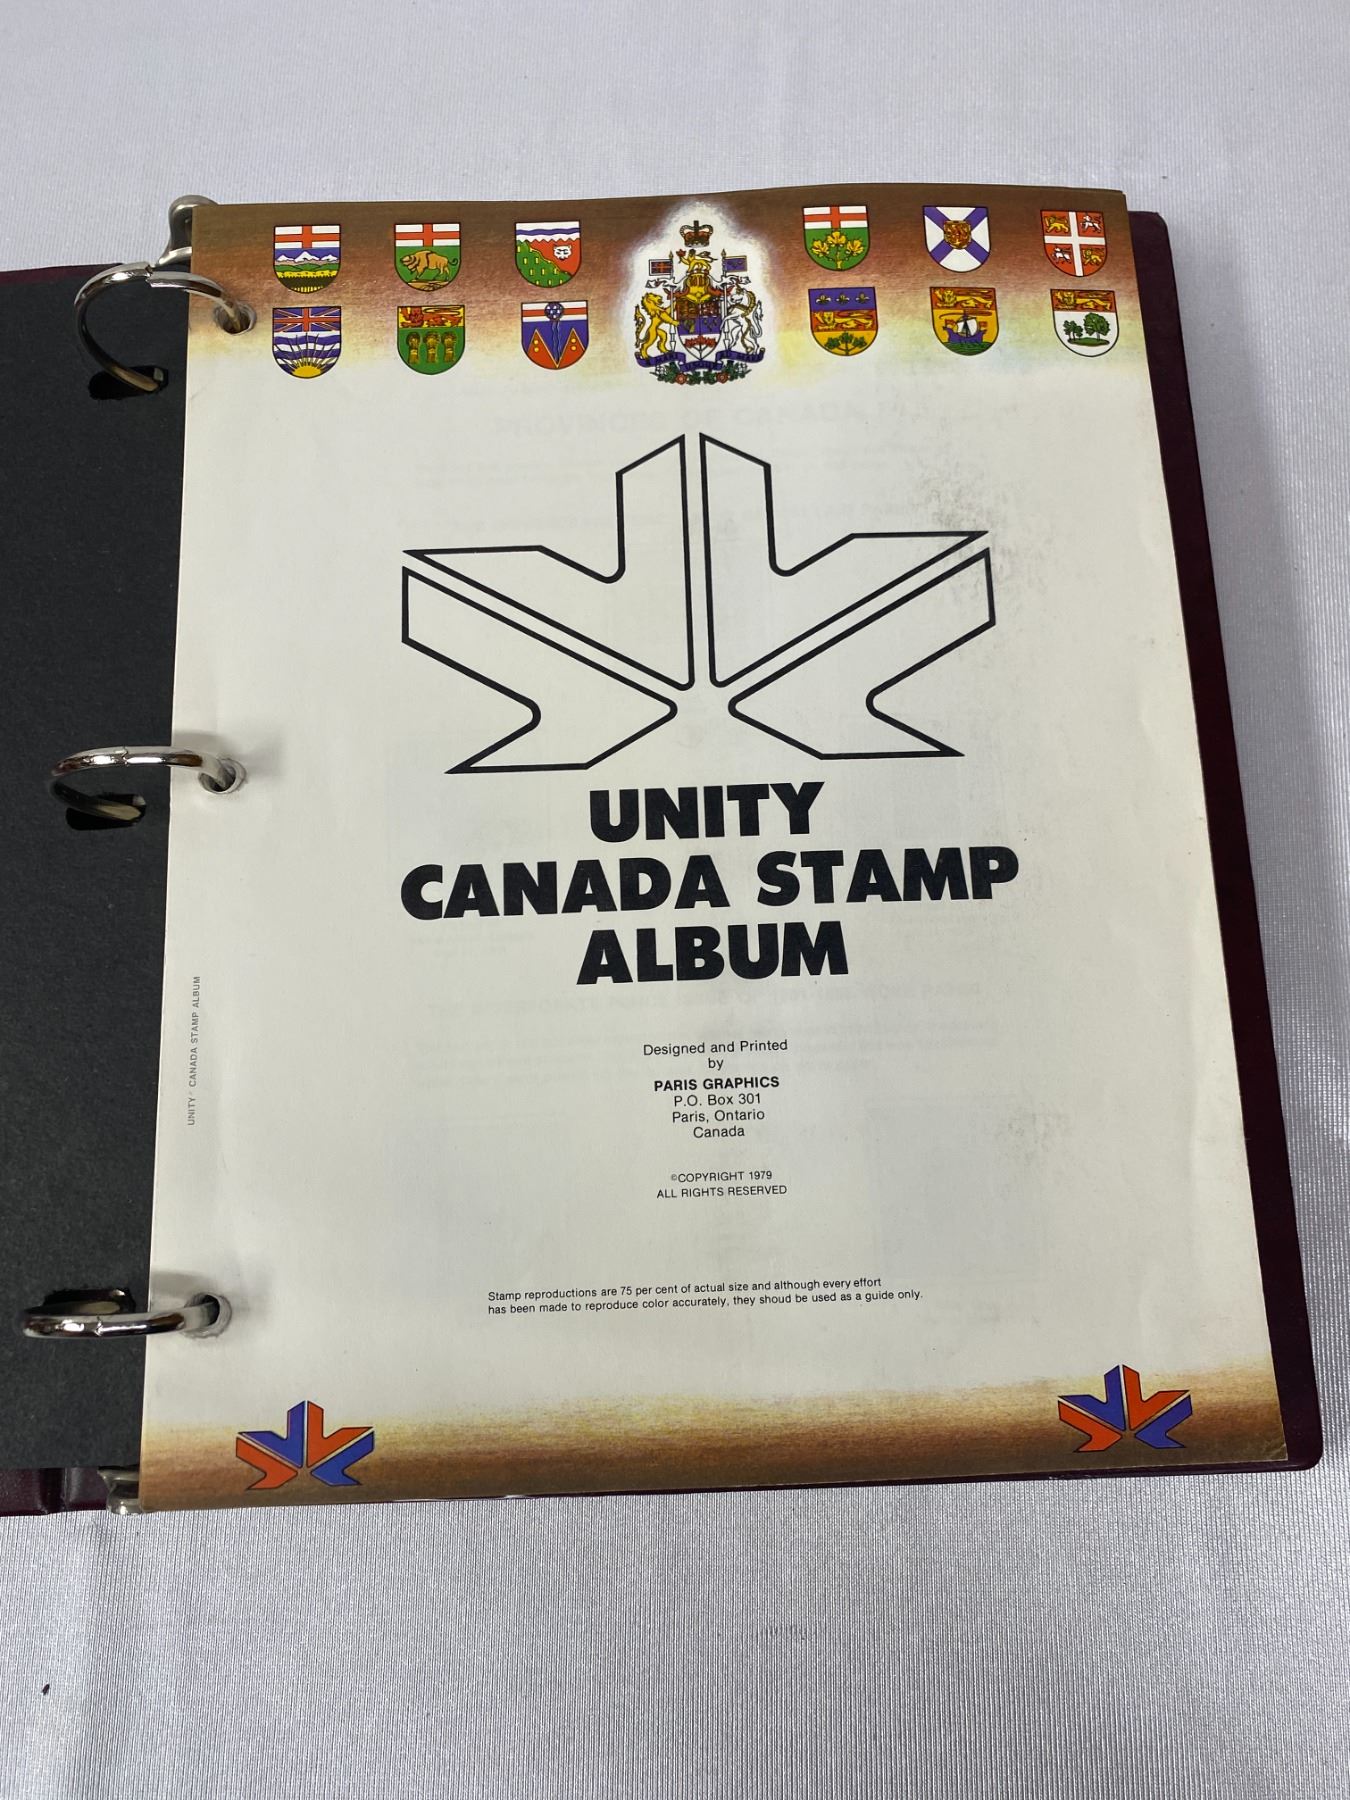 UNITY
CANADA STAMP
ALBUM
Designed and Printed
by
PARIS GRAPHICS
P.O. Box 301
Paris, Ontario
Canada
©COPYRIGHT 1979
ALL RIGHTS RESERVED
Stamp reproductions are 75 per cent of actual size and although every effort
has been made to reproduce color accurately, they shoud be used as a guide only.
UNITY CANADA STAMP ALBUM